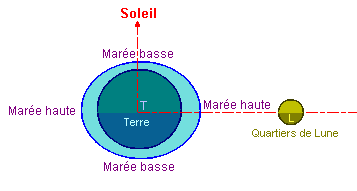 Soleil
Marée basse
Marée haute
T
Terre
Marée haute
L
Quartiers de Lune
Marée basse